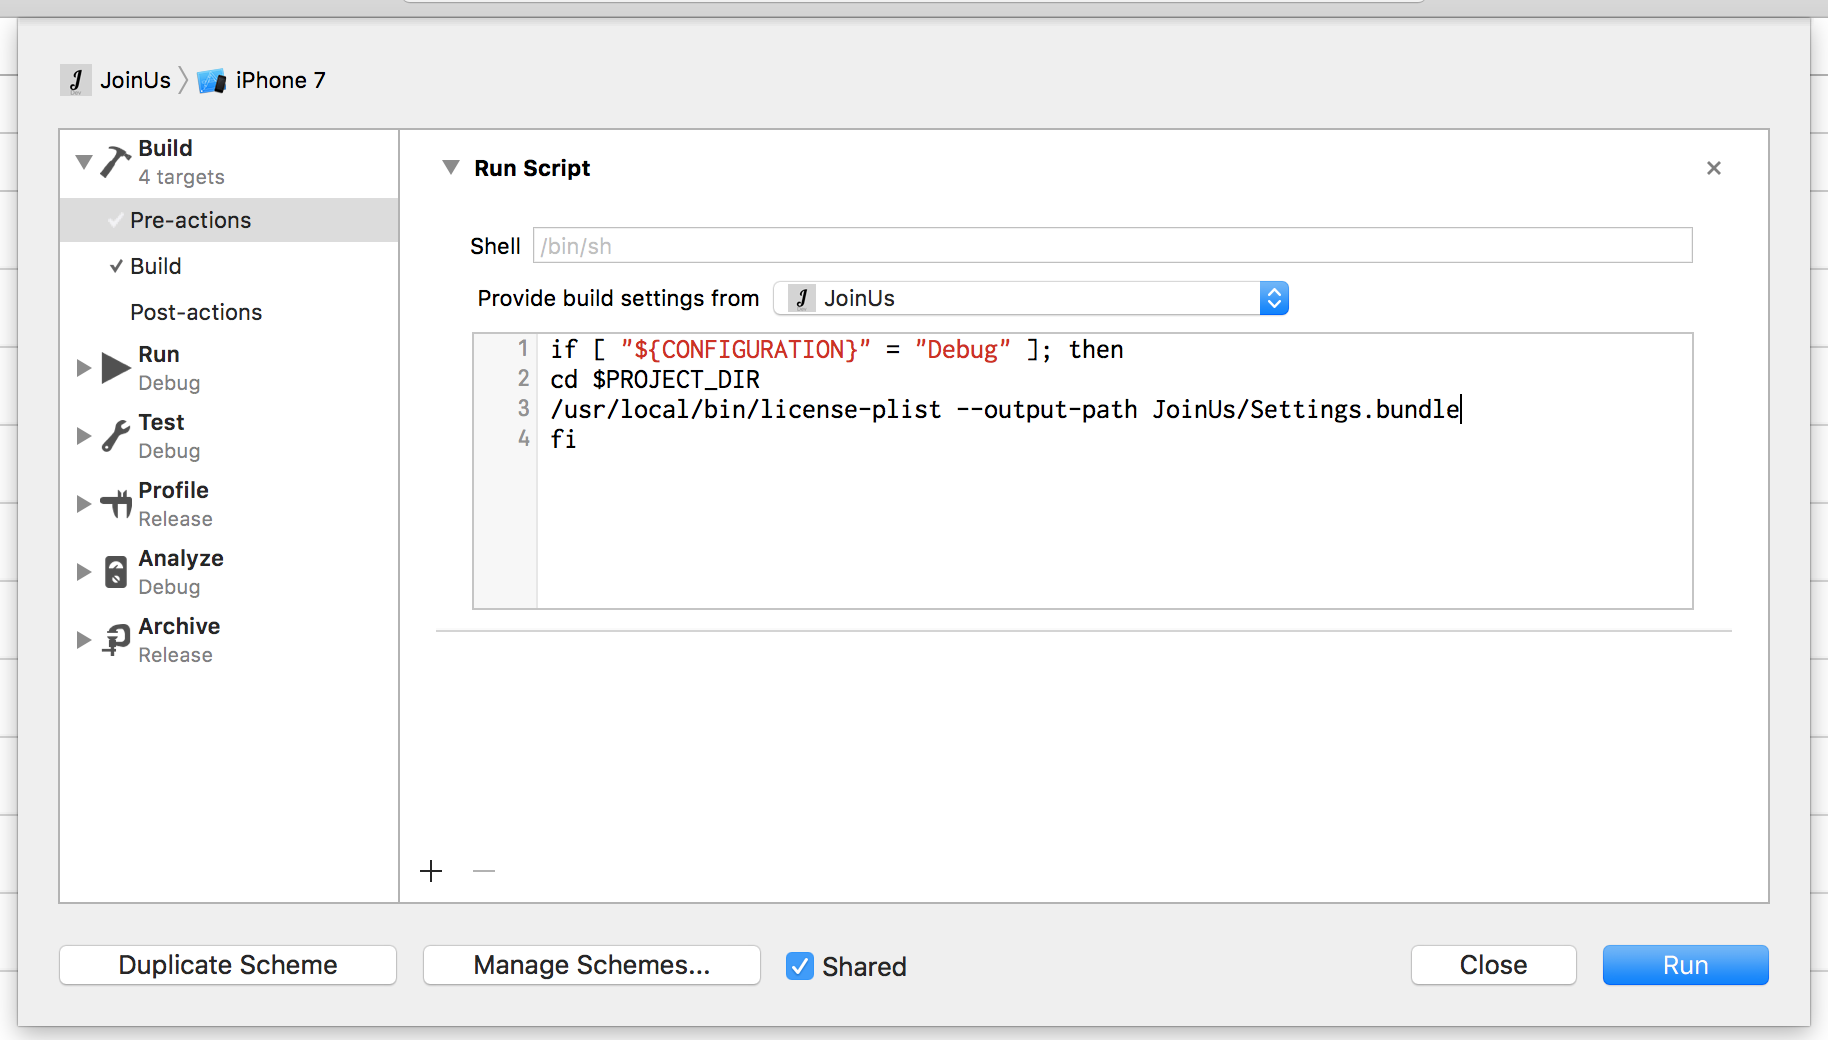 JoinUs iPhone 7
Build
4 targets
Pre-actions
Build
Post-actions
Run
Debug
Test
Debug
Profile
Release
Analyze
Debug
Archive
Release
Run Script
Shell /bin/sh
Provide build settings from JoinUs
1 if [ "${CONFIGURATION}" = "Debug" ]; then
2 cd $PROJECT_DIR
3 /usr/local/bin/license-plist --output-path JoinUs/Settings.bundle
4 fi
Duplicate Scheme Manage Schemes... Shared Close Run